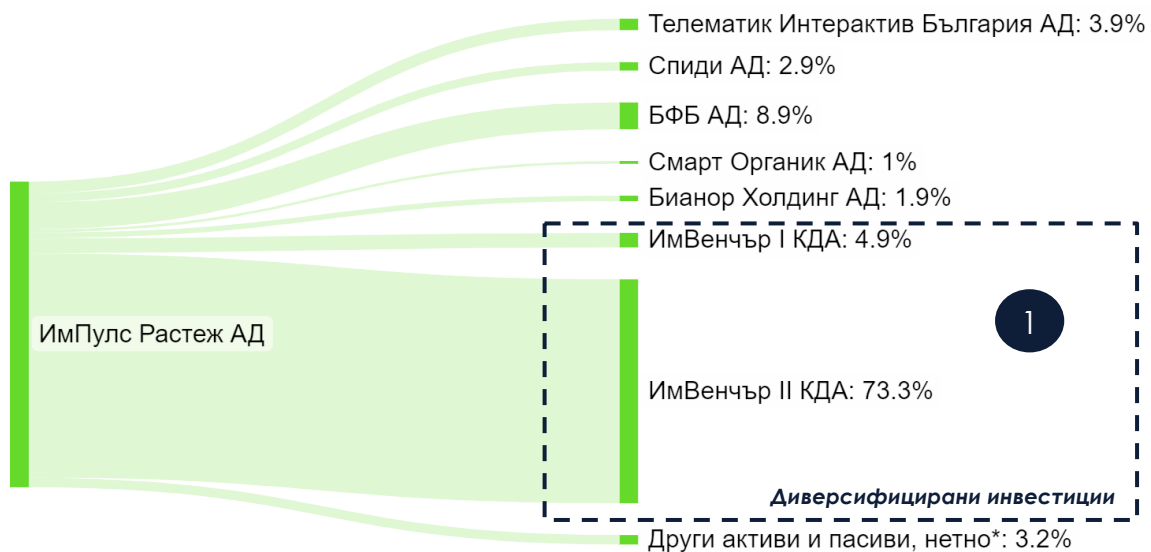 Телематик Интерактив България АД: 3.9%
Спиди АД: 2.9%
БФБ АД: 8.9%
Смарт Органик АД: 1%
Бианор Холдинг АД: 1.9%
ИмВенчър I КДА: 4.9%
1
ИмПулс Растеж АД
ИмВенчър II КДА: 73.3%
Диверсифицирани инвестиции
Други активи и пасиви, нетно*: 3.2%